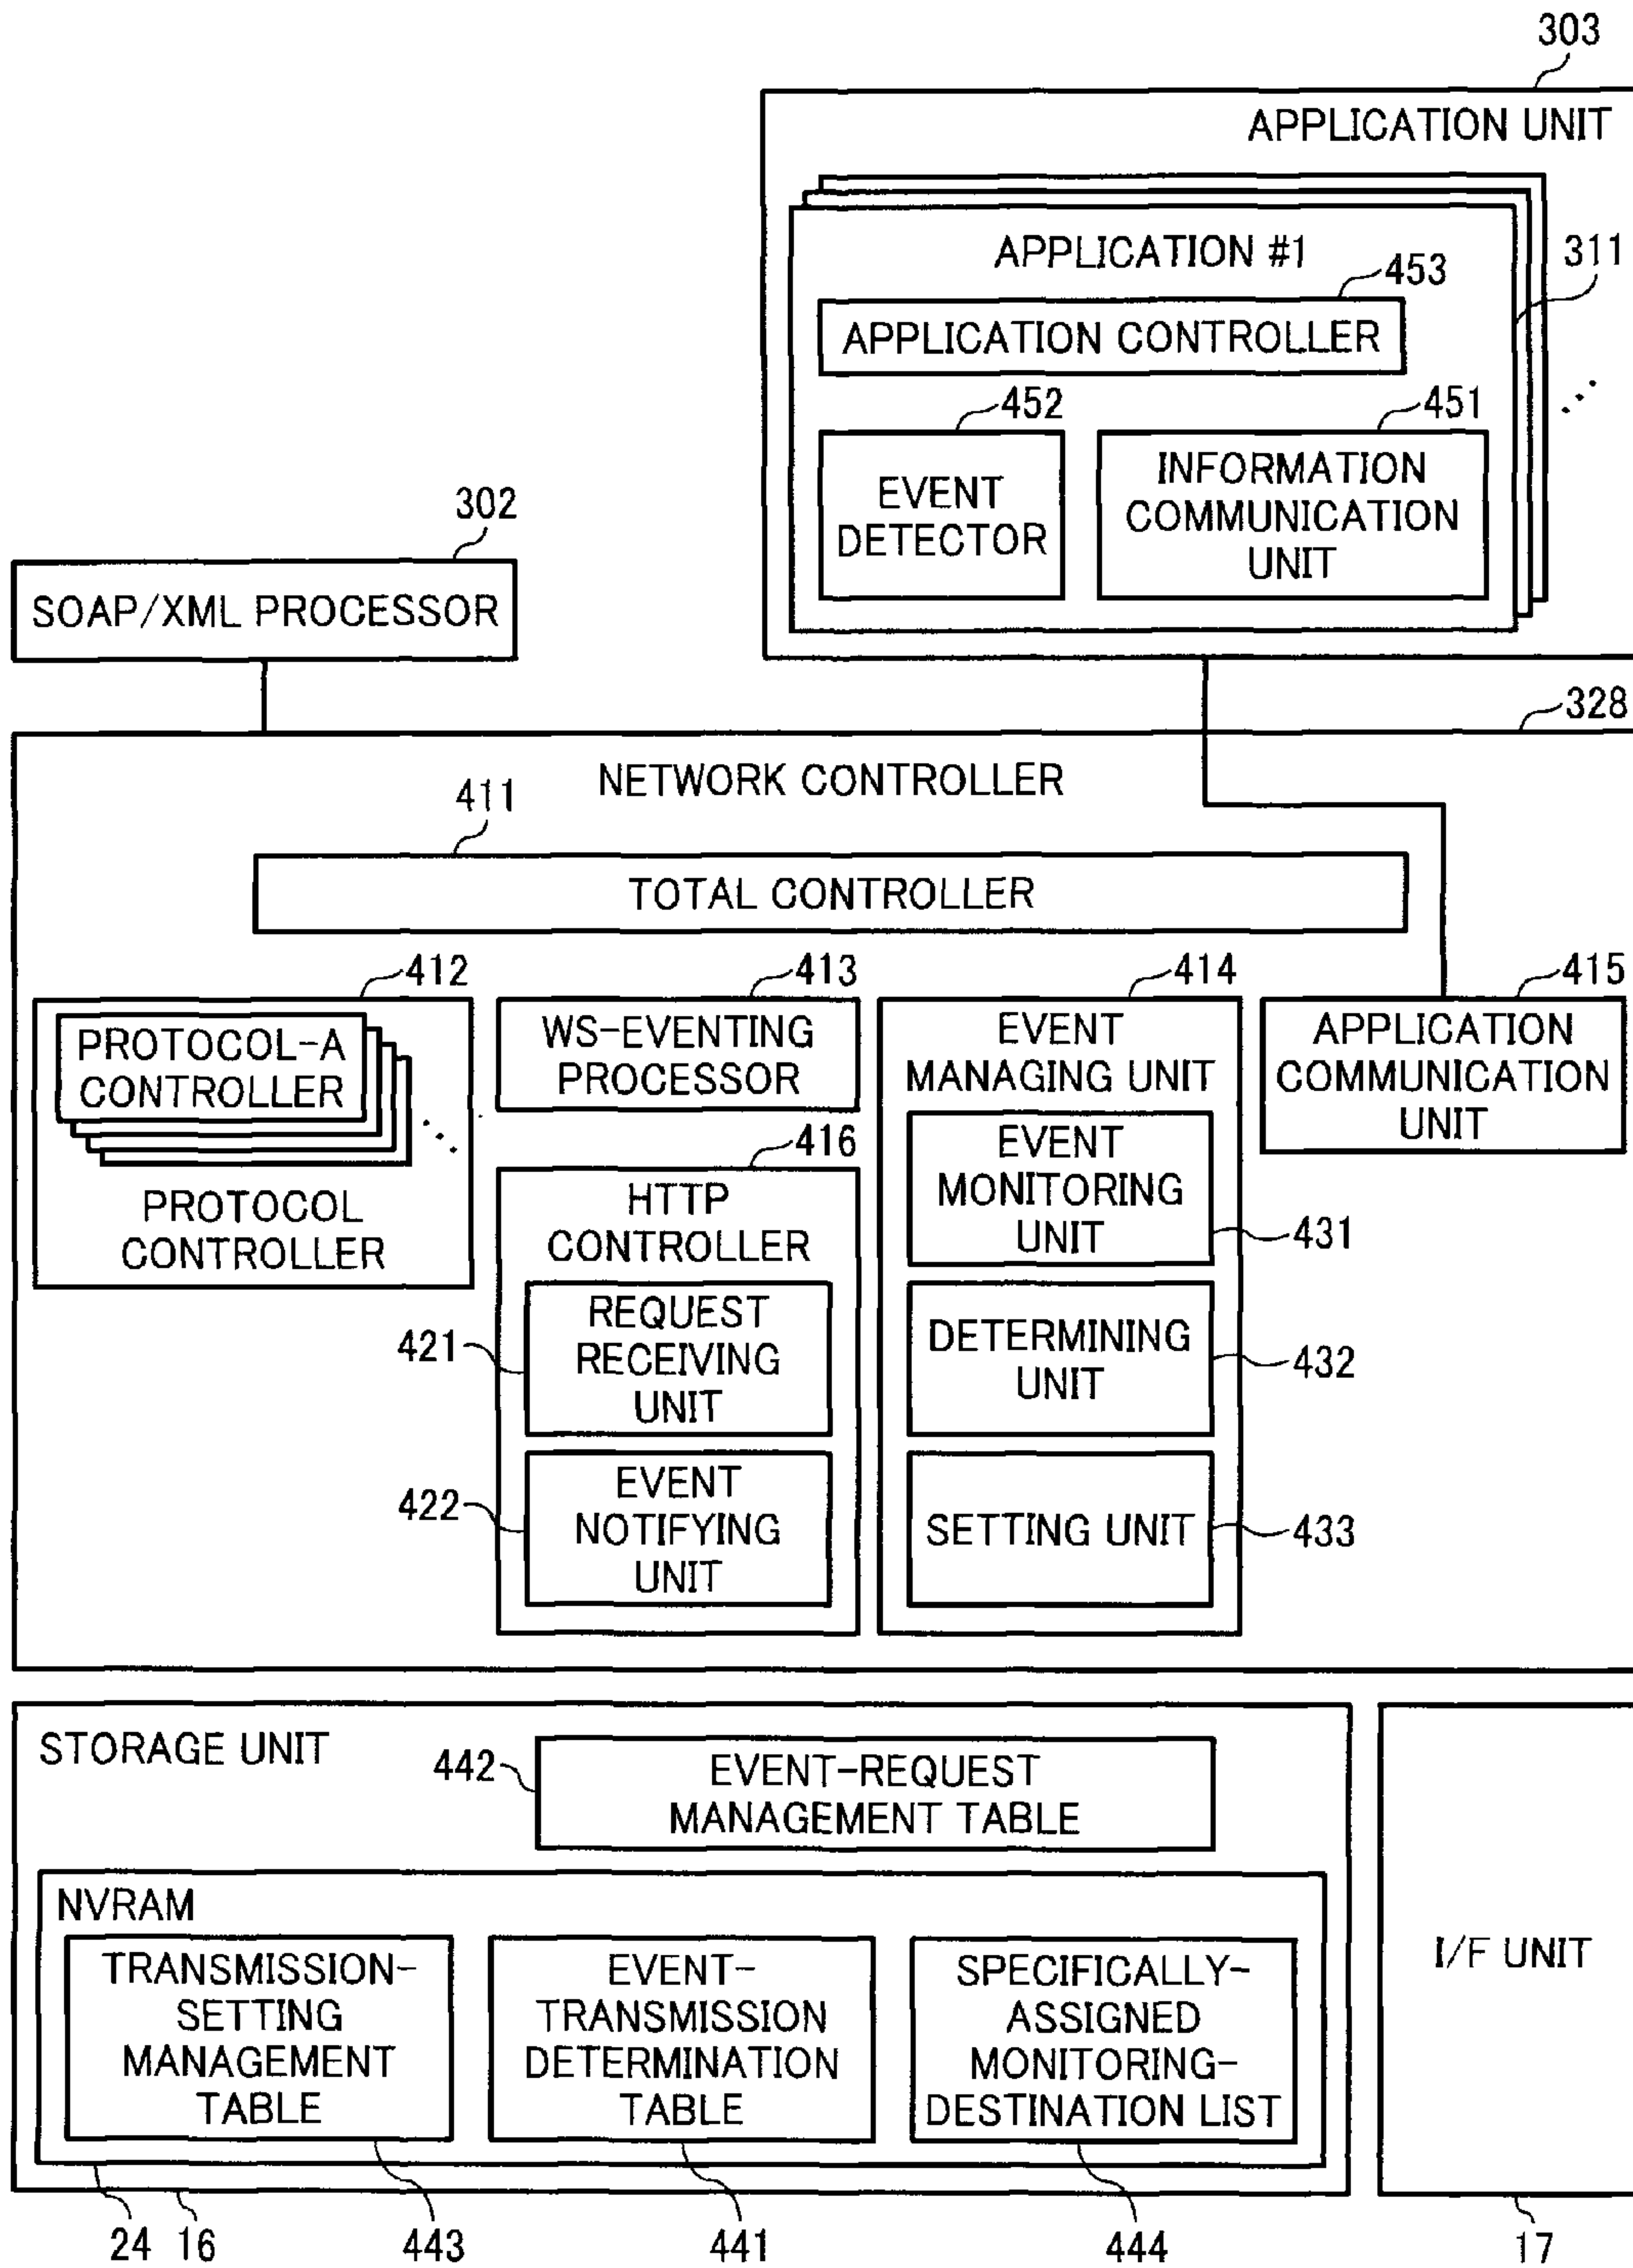 303
APPLICATION UNIT
APPLICATION #1
311
453
APPLICATION CONTROLLER
452
451
EVENT
DETECTOR
INFORMATION
COMMUNICATION
UNIT
302
SOAP/XML PROCESSOR
328
NETWORK CONTROLLER
411
TOTAL CONTROLLER
412
PROTOCOL-A
CONTROLLER
PROTOCOL
CONTROLLER
413
WS-EVENTING
PROCESSOR
416
HTTP
CONTROLLER
421
REQUEST
RECEIVING
UNIT
422
EVENT
NOTIFYING
UNIT
414
EVENT
MANAGING UNIT
EVENT
MONITORING
UNIT
431
DETERMINING
UNIT
432
SETTING UNIT
433
415
APPLICATION
COMMUNICATION
UNIT
STORAGE UNIT
442
EVENT-REQUEST
MANAGEMENT TABLE
NVRAM
TRANSMISSION-
SETTING
MANAGEMENT
TABLE
EVENT-
TRANSMISSION
DETERMINATION
TABLE
SPECIFICALLY-
ASSIGNED
MONITORING-
DESTINATION LIST
I/F UNIT
24
16
443
441
444
17